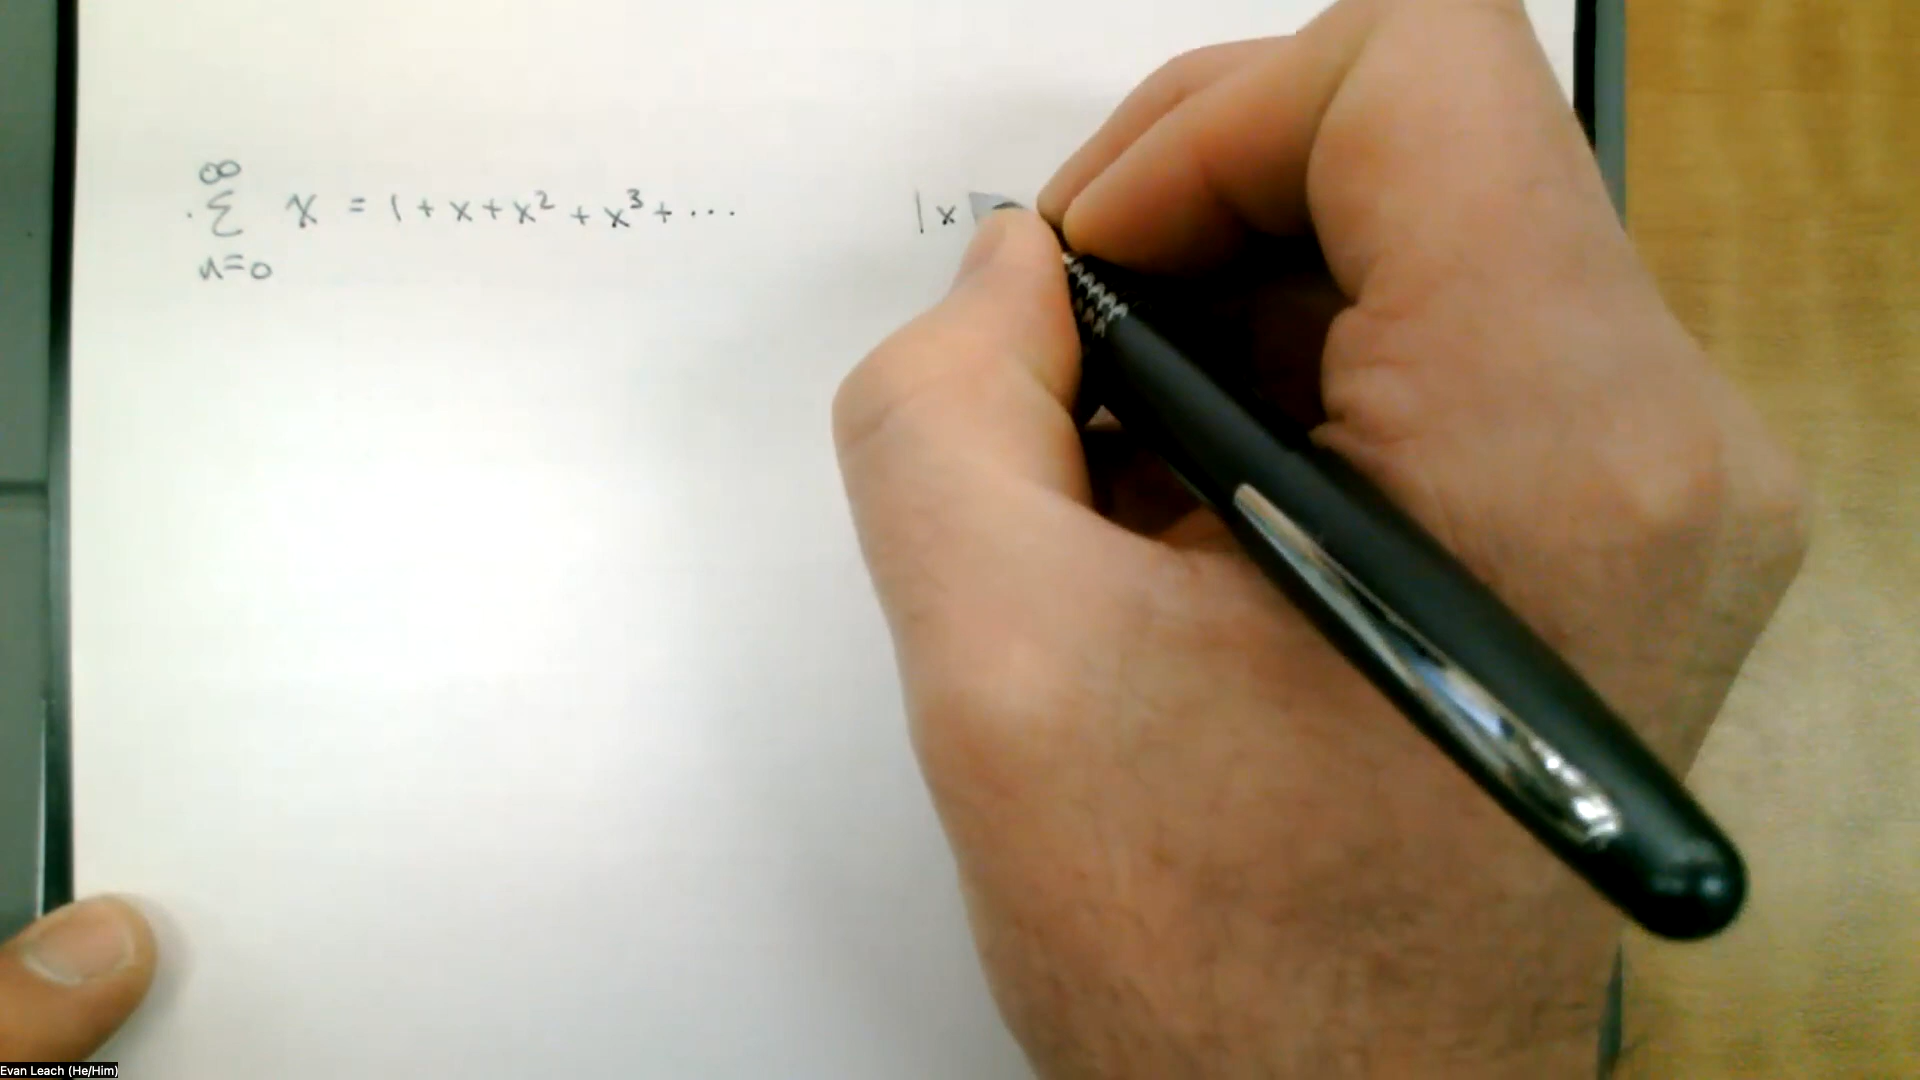 ∞
. Σ x = 1 + x + x² + x³ + ... |x
n=0
Evan Leach (He/Him)